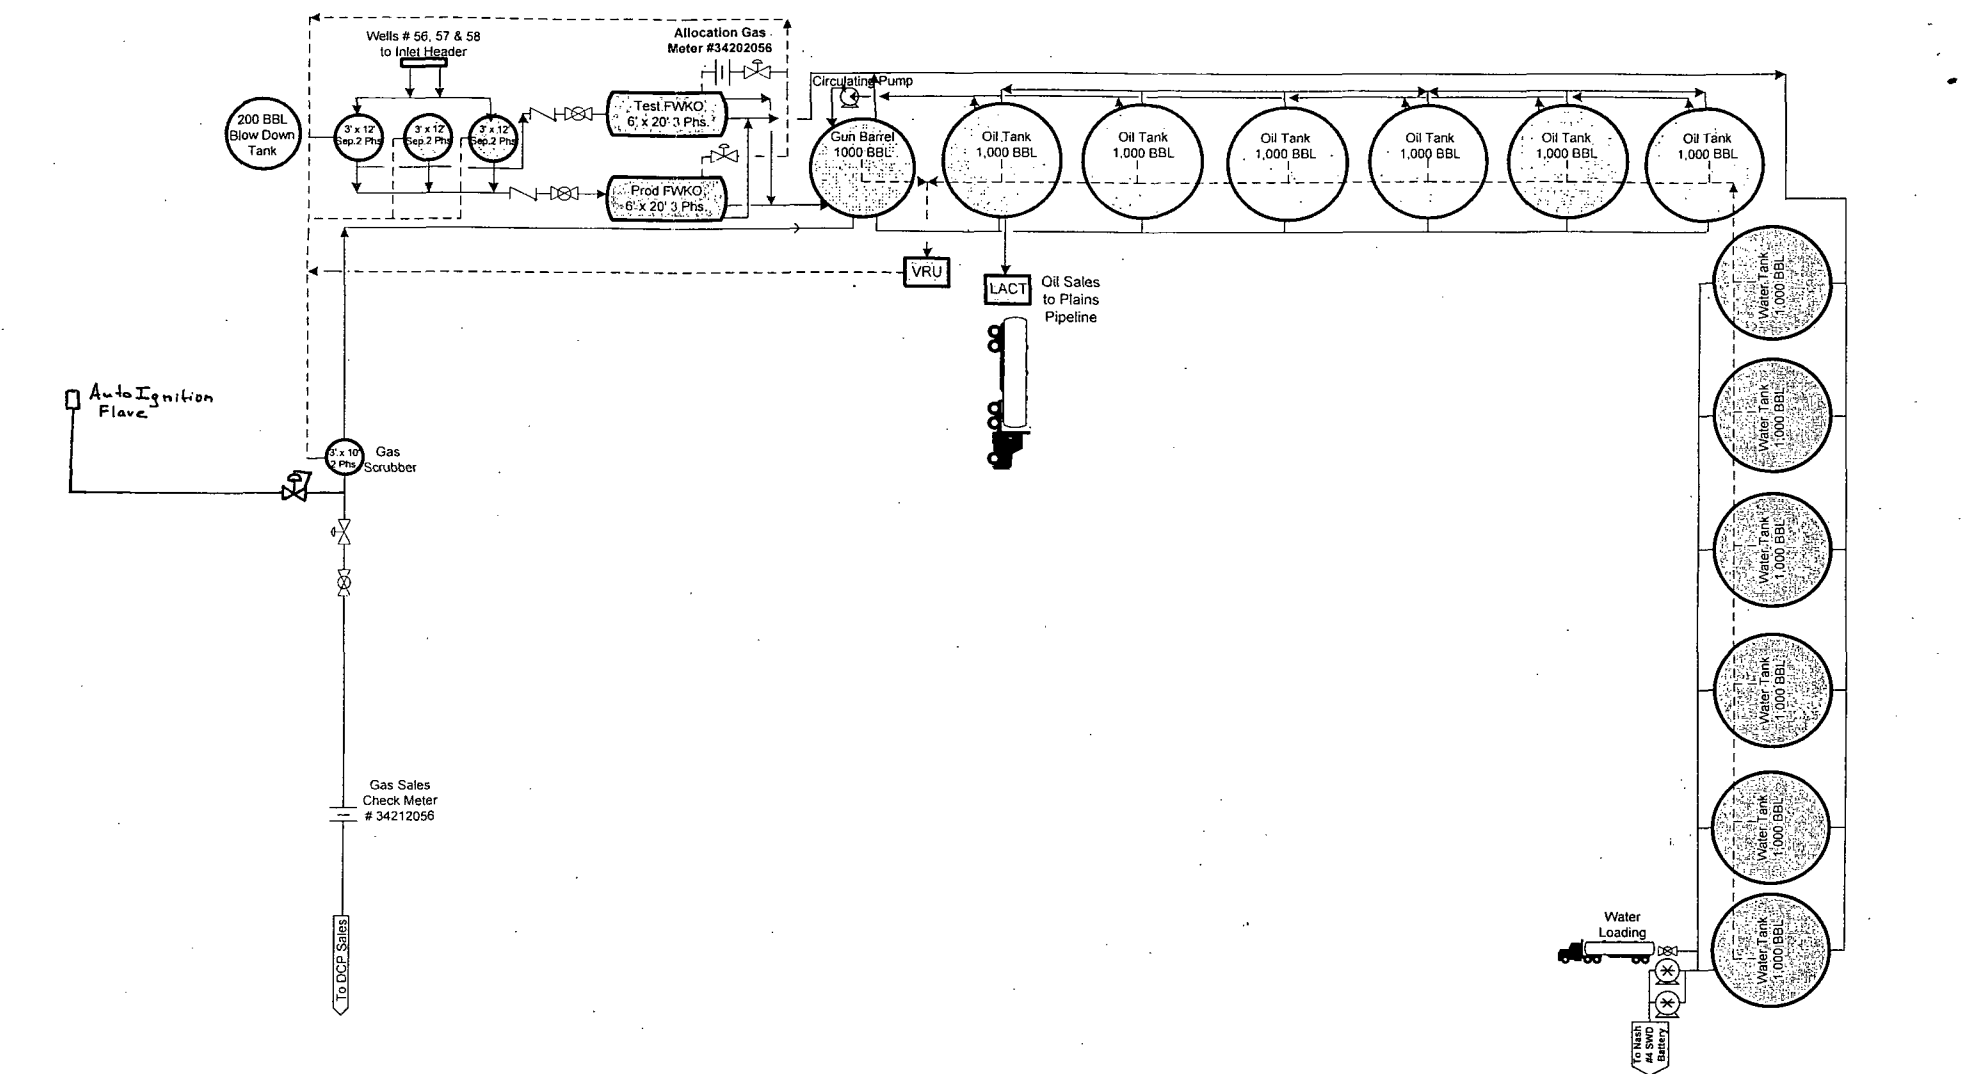 Wells # 56, 57 & 58
to Inlet Header
Allocation Gas
Meter #34202056
Circulating Pump
200 BBL
Blow Down
Tank
3' x 12'
Sep.2 Phs
3' x 12'
Sep.2 Phs
3' x 12'
Sep.2 Phs
Test FWKO
6' x 20' 3 Phs.
Prod FWKO
6' x 20' 3 Phs.
Gun Barrel
1000 BBL
Oil Tank
1,000 BBL
Oil Tank
1,000 BBL
Oil Tank
1,000 BBL
Oil Tank
1,000 BBL
Oil Tank
1,000 BBL
Oil Tank
1,000 BBL
VRU
LACT
Oil Sales
to Plains
Pipeline
Water Tank
1,000 BBL
Water Tank
1,000 BBL
Water Tank
1,000 BBL
Water Tank
1,000 BBL
Water Tank
1,000 BBL
Water Tank
1,000 BBL
Auto Ignition
Flare
3' x 10'
2 Phs
Gas
Scrubber
Gas Sales
Check Meter
# 34212056
To DCP Sales
Water
Loading
To Nash
#4 SWD
Battery